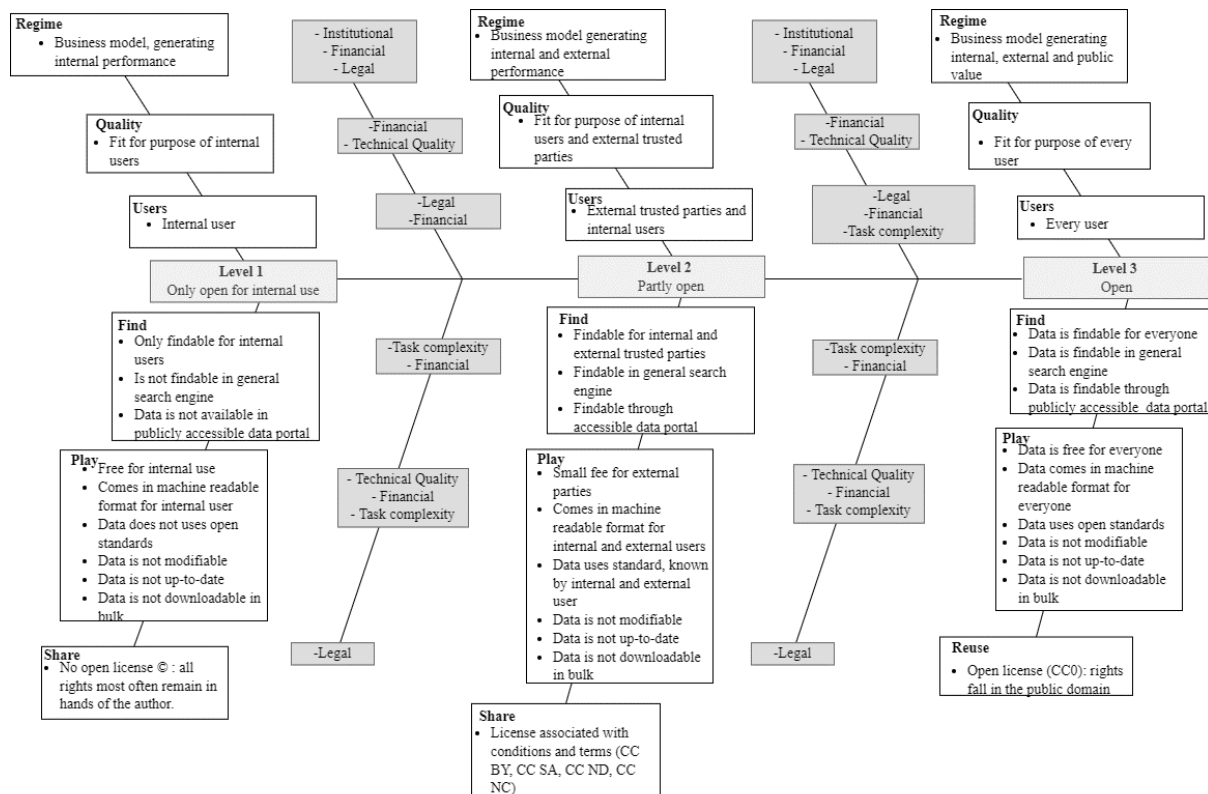 Regime
• Business model, generating
internal performance
Quality
• Fit for purpose of internal
users
Users
• Internal user
Level 1
Only open for internal use
Find
• Only findable for internal
users
• Is not findable in general
search engine
• Data is not available in
publicly accessible data portal
Play
• Free for internal use
• Comes in machine readable
format for internal user
• Data does not uses open
standards
• Data is not modifiable
• Data is not up-to-date
• Data is not downloadable in
bulk
Share
• No open license © : all
rights most often remain in
hands of the author.
- Institutional
- Financial
- Legal
-Financial
- Technical Quality
-Legal
-Financial
-Task complexity
- Financial
- Technical Quality
- Financial
- Task complexity
-Legal
Regime
• Business model generating
internal and external
performance
Quality
• Fit for purpose of internal
users and external trusted
parties
Users
• External trusted parties and
internal users
Level 2
Partly open
Find
• Findable for internal and
external trusted parties
• Findable in general search
engine
• Findable through
accessible data portal
Play
• Small fee for external
parties
• Comes in machine
readable format for
internal and external users
• Data uses standard, known
by internal and external
user
• Data is not modifiable
• Data is not up-to-date
• Data is not downloadable
in bulk
Share
• License associated with
conditions and terms (CC
BY, CC SA, CC ND, CC
NC)
- Institutional
- Financial
- Legal
-Financial
- Technical Quality
-Legal
-Financial
-Task complexity
-Task complexity
- Financial
- Technical Quality
- Financial
- Task complexity
-Legal
Regime
• Business model generating
internal, external and public
value
Quality
• Fit for purpose of every
user
Users
• Every user
Level 3
Open
Find
• Data is findable for everyone
• Data is findable in general
search engine
• Data is findable through
publicly accessible data portal
Play
• Data is free for everyone
• Data comes in machine
readable format for
everyone
• Data uses open standards
• Data is not modifiable
• Data is not up-to-date
• Data is not downloadable
in bulk
Reuse
• Open license (CC0): rights
fall in the public domain